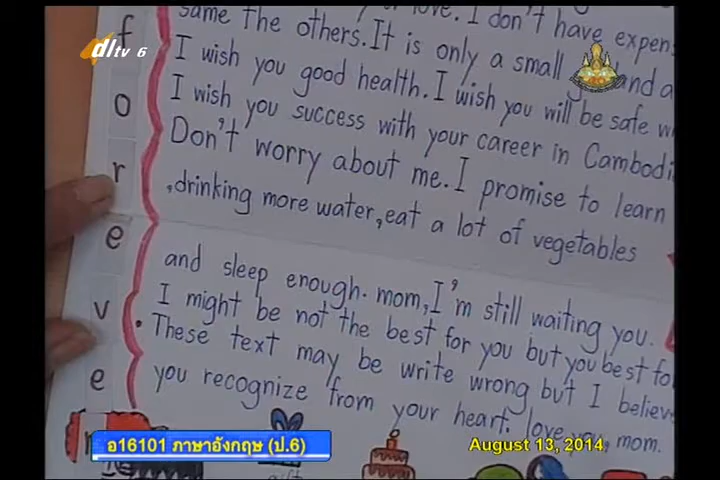 same the others. It is only a small
I wish you good health. I wish you will be safe
I wish you success with your career in
Don't worry about me. I promise to learn
,drinking more water,eat a lot of vegetables
and sleep enough. mom, I'm still waiting you.
I might be not the best for you but you best
These text may be write wrong but I
you recognize from your heart. love you, mom.
f
o
r
e
v
e
dltv 6
อ16101 ภาษาอังกฤษ (ป.6)
August 13, 2014